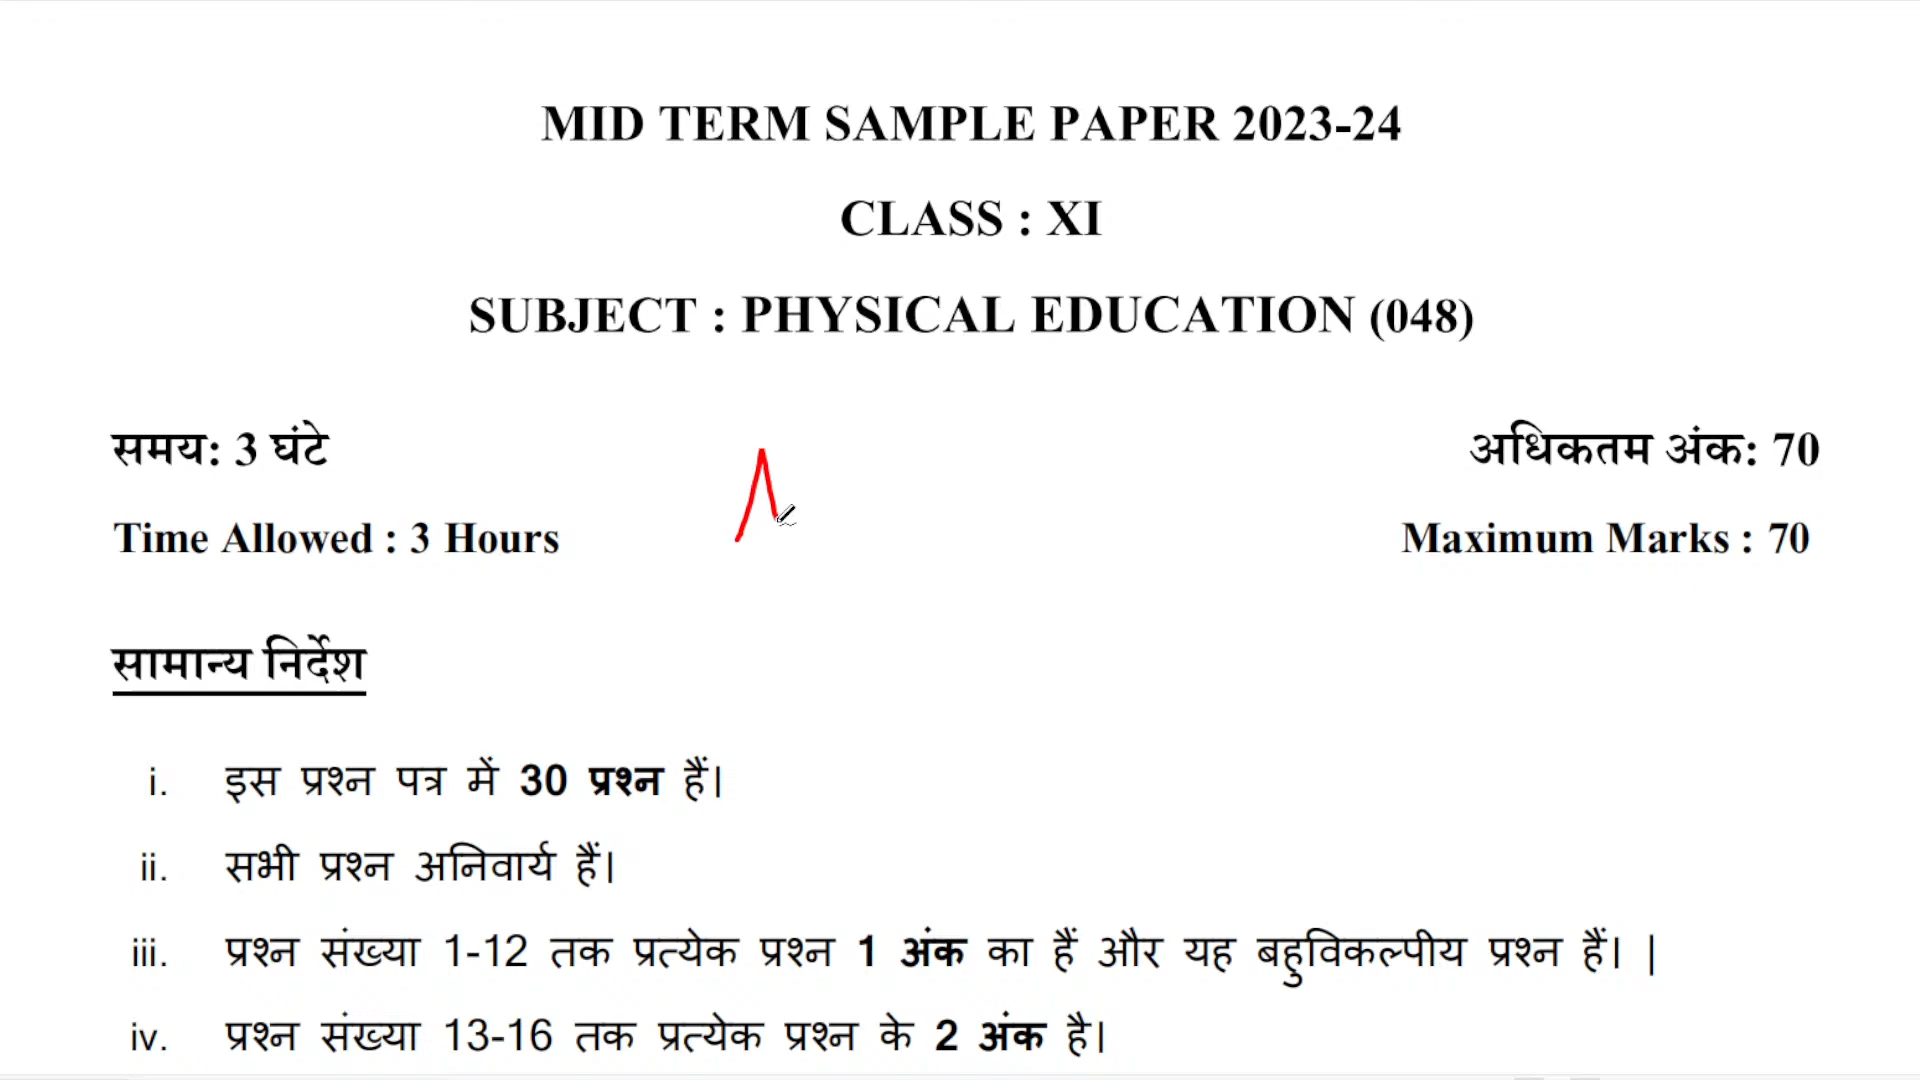 MID TERM SAMPLE PAPER 2023-24
CLASS : XI
SUBJECT : PHYSICAL EDUCATION (048)
समय: 3 घंटे अधिकतम अंक: 70
Time Allowed : 3 Hours Maximum Marks : 70
सामान्य निर्देश
i. इस प्रश्न पत्र में 30 प्रश्न हैं।
ii. सभी प्रश्न अनिवार्य हैं।
iii. प्रश्न संख्या 1-12 तक प्रत्येक प्रश्न 1 अंक का हैं और यह बहुविकल्पीय प्रश्न हैं। |
iv. प्रश्न संख्या 13-16 तक प्रत्येक प्रश्न के 2 अंक है।